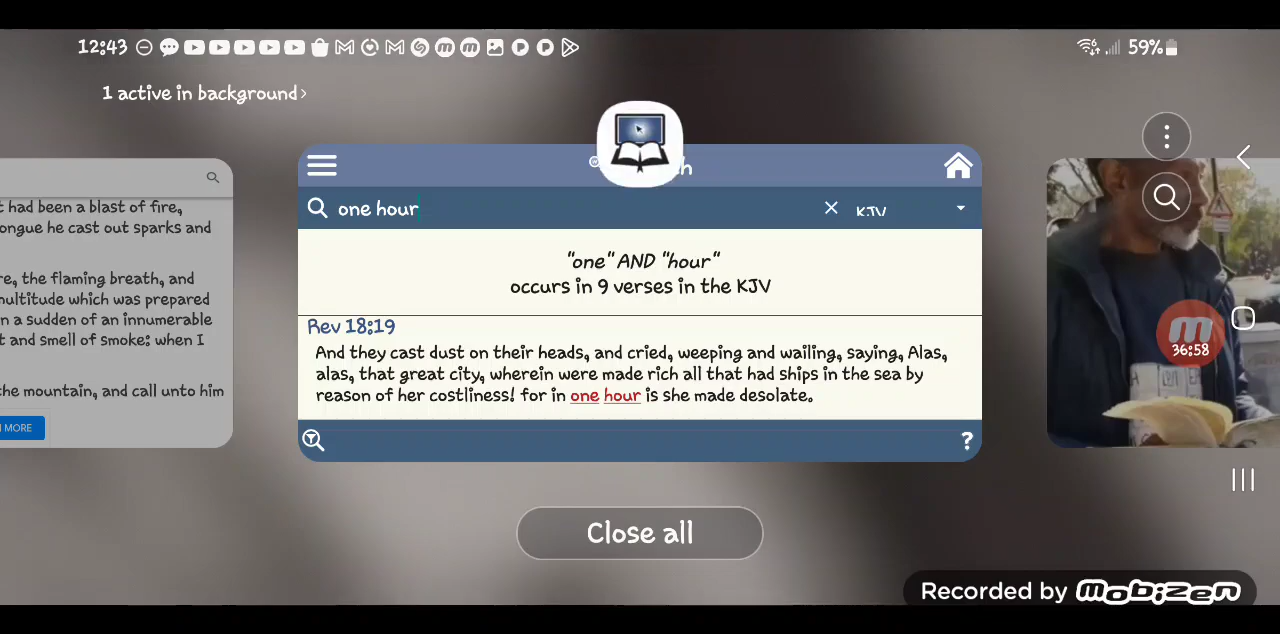 12:43
59%
1 active in background>
t had been a blast of fire,
ongue he cast out sparks and
re, the flaming breath, and
multitude which was prepared
n a sudden of an innumerable
t and smell of smoke: when I
the mountain, and call unto him
MORE
one hour
KJV
"one" AND "hour"
occurs in 9 verses in the KJV
Rev 18:19
And they cast dust on their heads, and cried, weeping and wailing, saying, Alas,
alas, that great city, wherein were made rich all that had ships in the sea by
reason of her costliness! for in one hour is she made desolate.
?
36:58
Close all
Recorded by mobizen